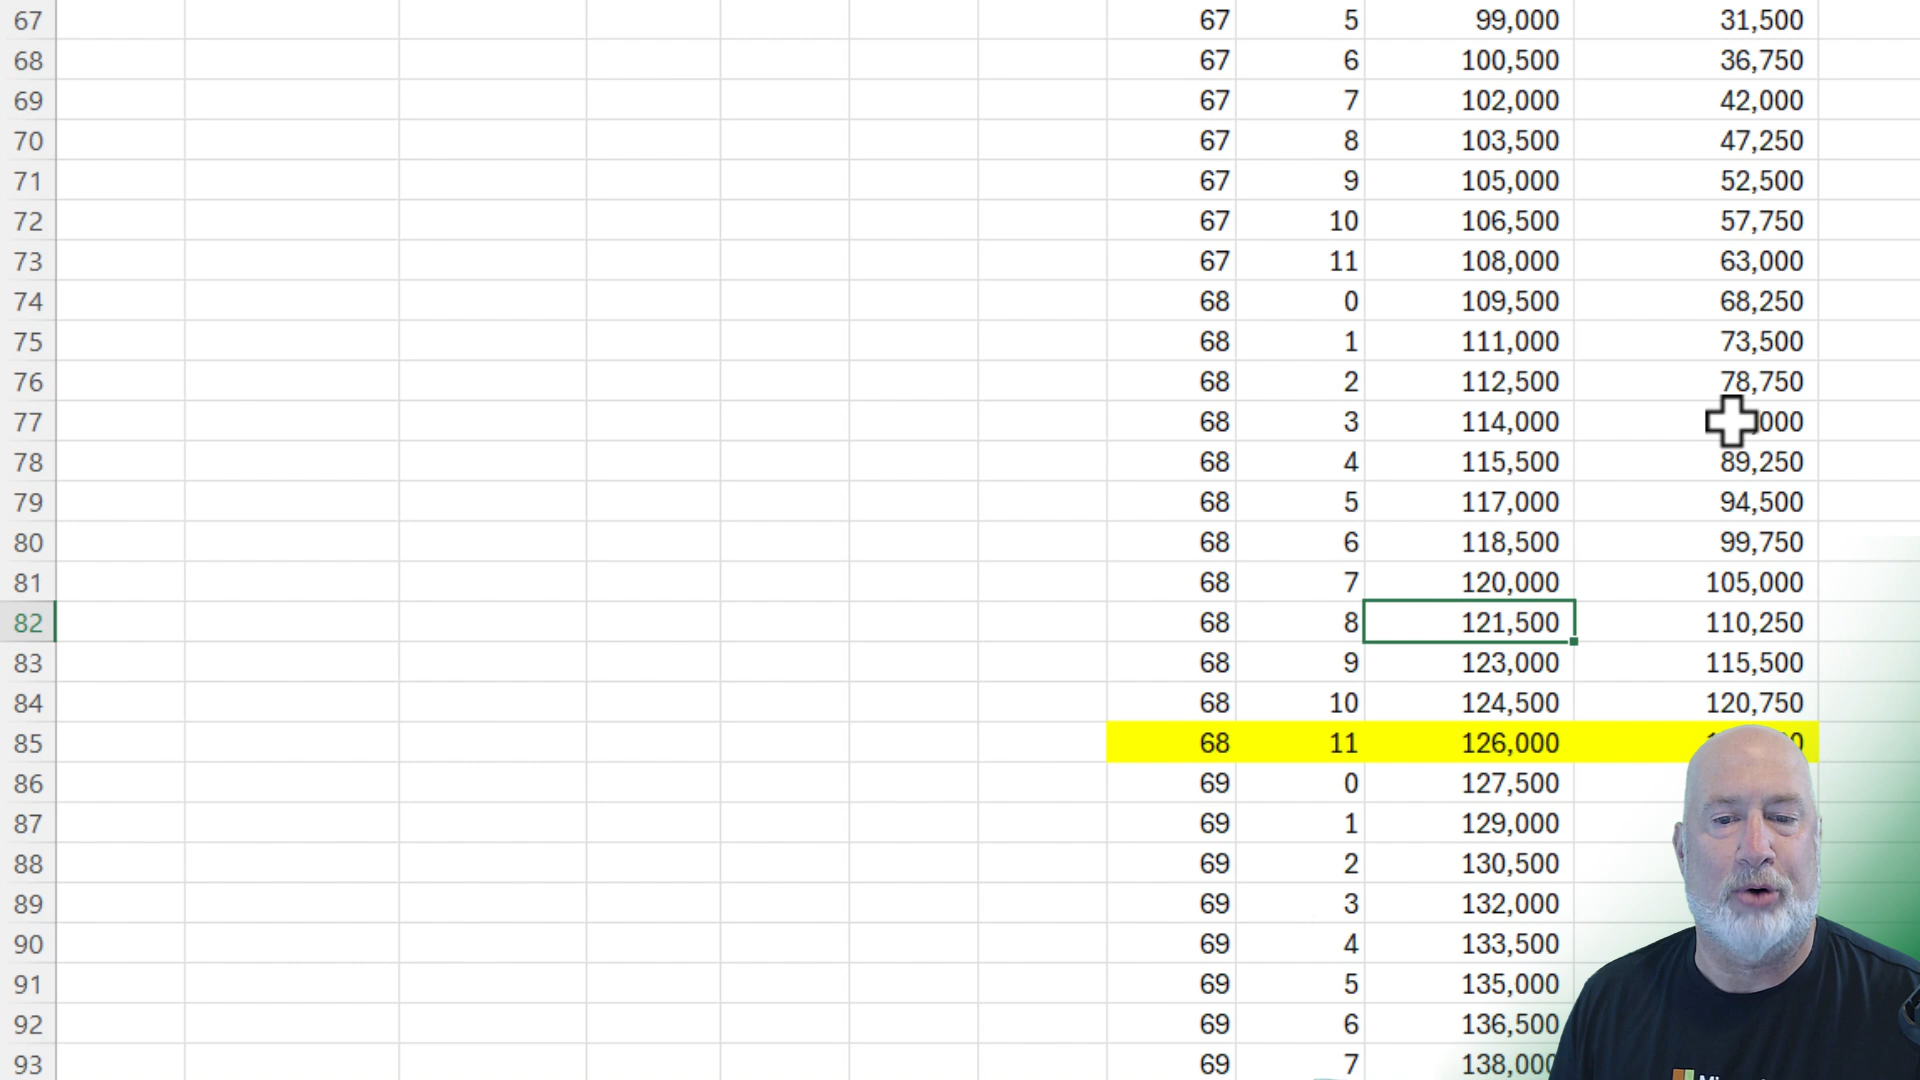 67 67 5 99,000 31,500
68 67 6 100,500 36,750
69 67 7 102,000 42,000
70 67 8 103,500 47,250
71 67 9 105,000 52,500
72 67 10 106,500 57,750
73 67 11 108,000 63,000
74 68 0 109,500 68,250
75 68 1 111,000 73,500
76 68 2 112,500 78,750
77 68 3 114,000 000
78 68 4 115,500 89,250
79 68 5 117,000 94,500
80 68 6 118,500 99,750
81 68 7 120,000 105,000
82 68 8 121,500 110,250
83 68 9 123,000 115,500
84 68 10 124,500 120,750
85 68 11 126,000
86 69 0 127,500
87 69 1 129,000
88 69 2 130,500
89 69 3 132,000
90 69 4 133,500
91 69 5 135,000
92 69 6 136,500
93 69 7 138,000